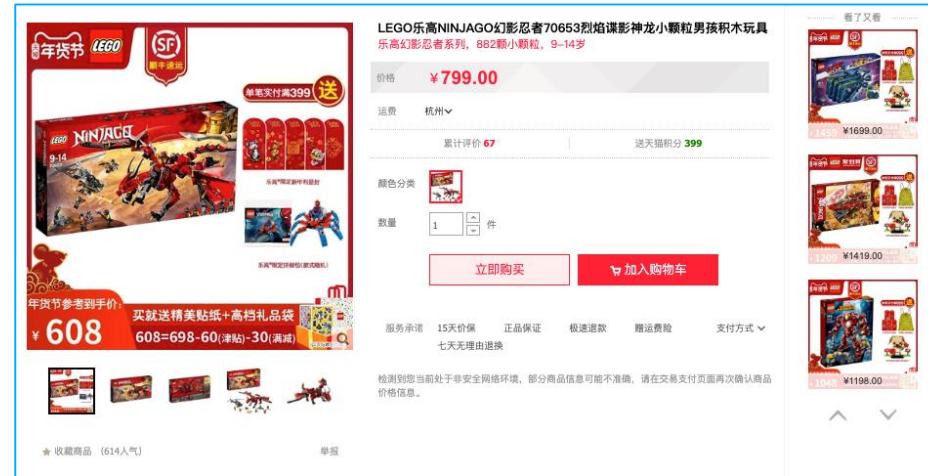 LEGO乐高NINJAGO幻影忍者70653烈焰谍影神龙小颗粒男孩积木玩具
乐高幻影忍者系列，882颗小颗粒，9-14岁
价格 ¥799.00
运费 杭州
累计评价 67 送天猫积分 399
颜色分类
数量 1 件
立即购买 加入购物车
服务承诺 15天价保 正品保证 极速退款 赠运费险 支付方式
七天无理由退换
检测到您当前处于非安全网络环境，部分商品信息可能不准确，请在交易支付页面再次确认商品
价格信息。
年货节 LEGO SF
顺丰速运
单笔实付满399 送
LEGO NINJAGO
9-14
年货节参考到手价：
¥ 608
买就送精美贴纸+高档礼品袋
608=698-60(津贴)-30(满减)
收藏商品 (614人气) 举报
看了又看
¥1699.00
¥1419.00
¥1198.00